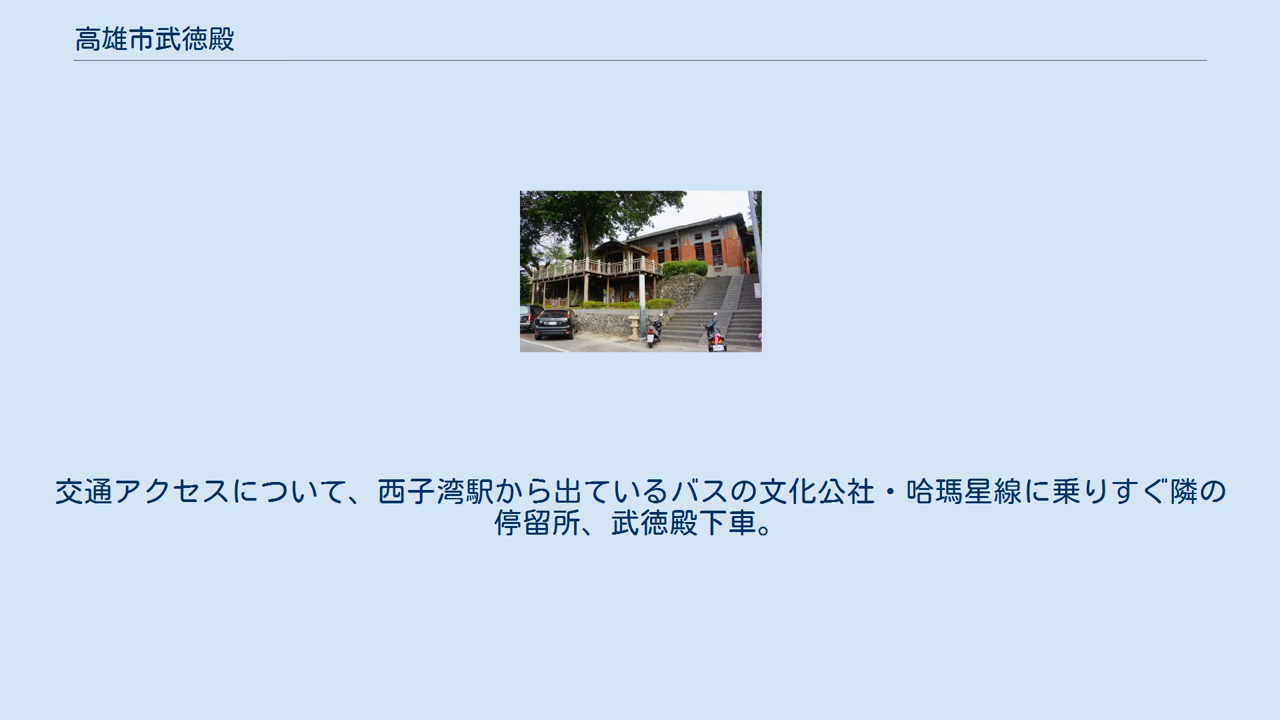 高雄市武徳殿
交通アクセスについて、西子湾駅から出ているバスの文化公社・哈瑪星線に乗りすぐ隣の
停留所、武徳殿下車。